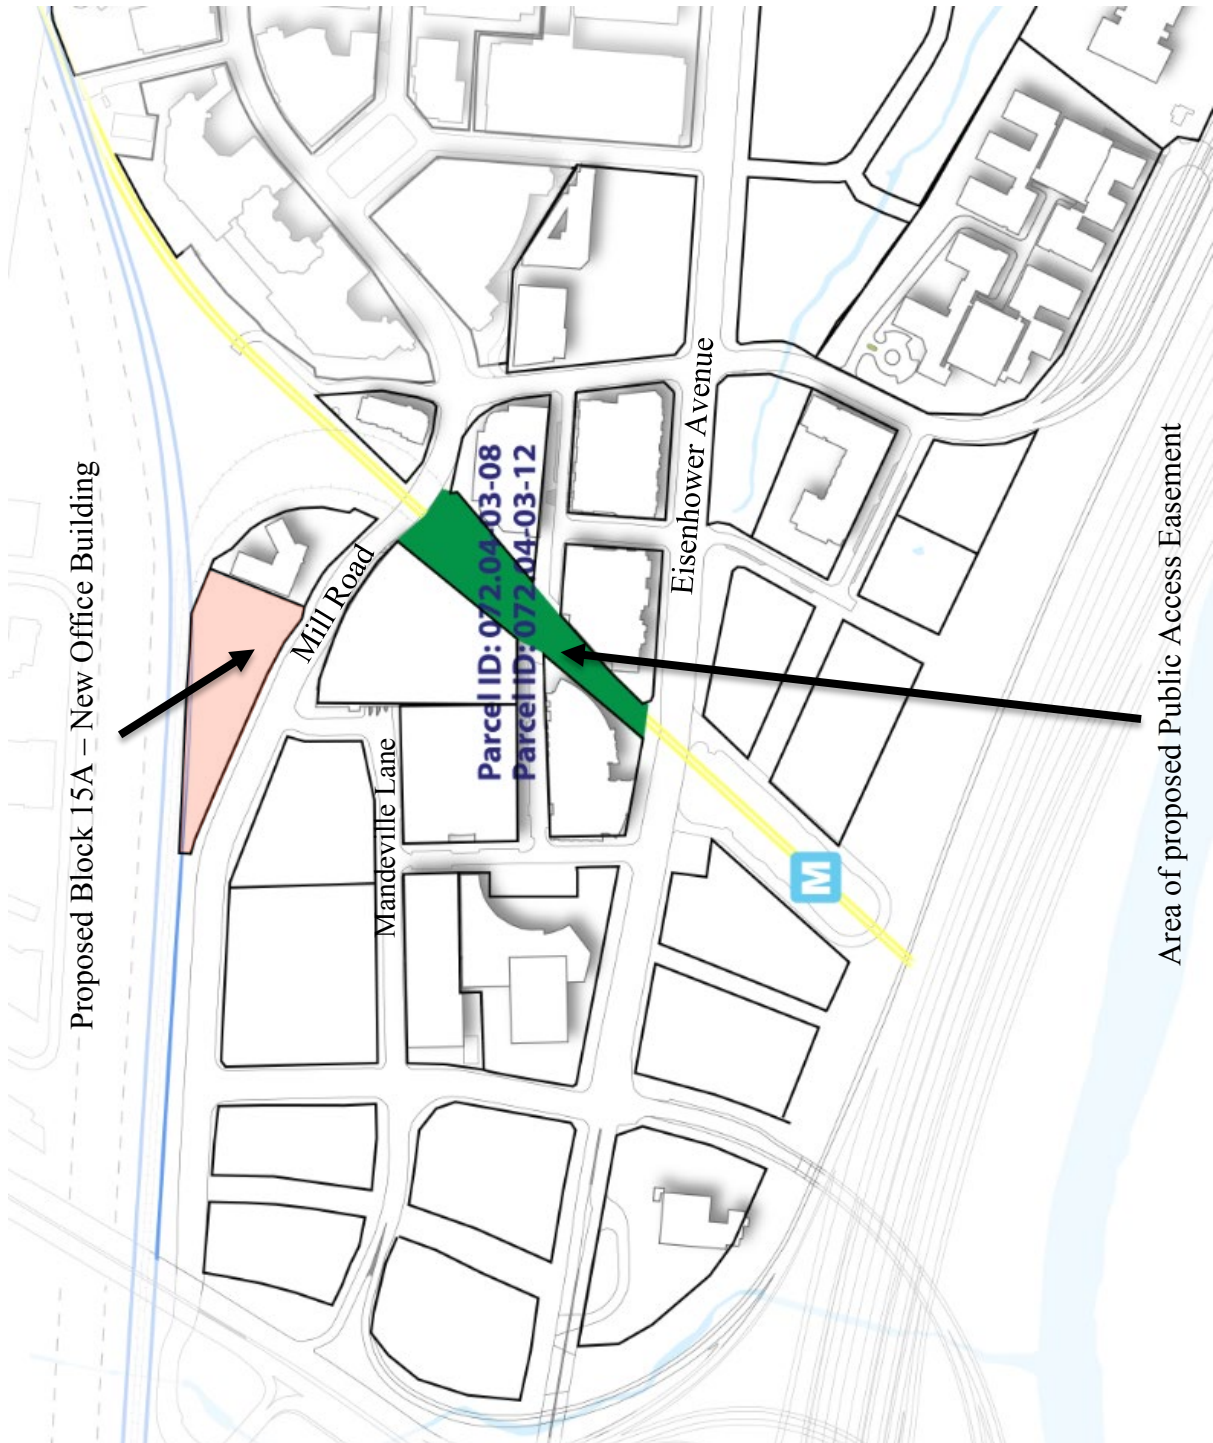 Proposed Block 15A – New Office Building
Mill Road
Mandeville Lane
Parcel ID: 072.04-03-08
Parcel ID: 072.04-03-12
Eisenhower Avenue
M
Area of proposed Public Access Easement